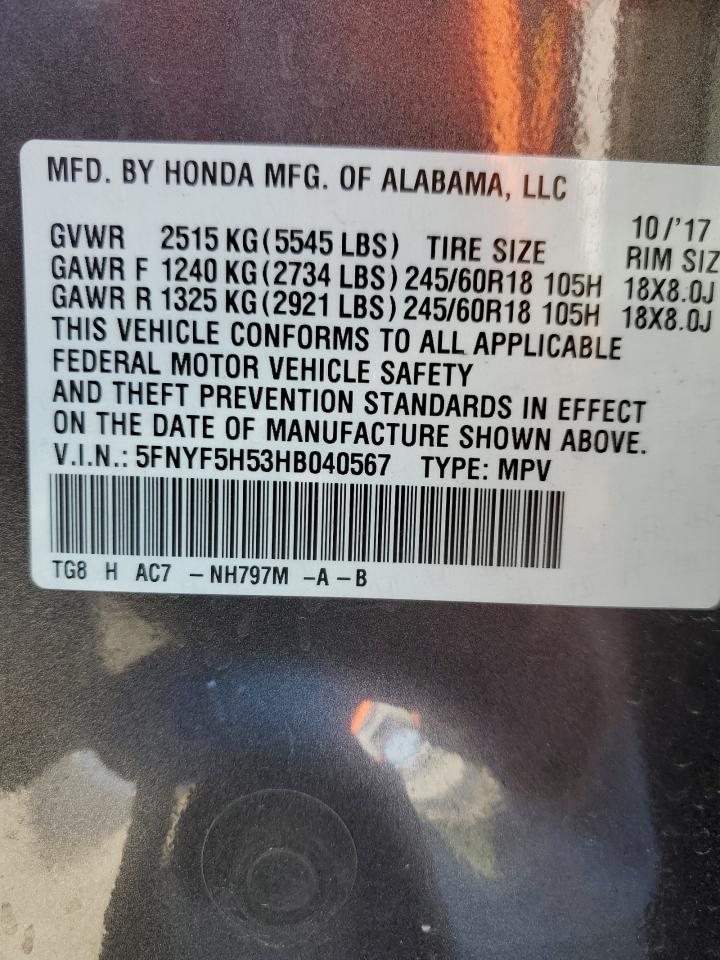 MFD. BY HONDA MFG. OF ALABAMA, LLC
10/'17
GVWR 2515 KG (5545 LBS) TIRE SIZE RIM SIZ
GAWR F 1240 KG (2734 LBS) 245/60R18 105H 18X8.0J
GAWR R 1325 KG (2921 LBS) 245/60R18 105H 18X8.0J
THIS VEHICLE CONFORMS TO ALL APPLICABLE
FEDERAL MOTOR VEHICLE SAFETY
AND THEFT PREVENTION STANDARDS IN EFFECT
ON THE DATE OF MANUFACTURE SHOWN ABOVE.
V.I.N.: 5FNYF5H53HB040567 TYPE: MPV
TG8 H AC7 -NH797M -A -B